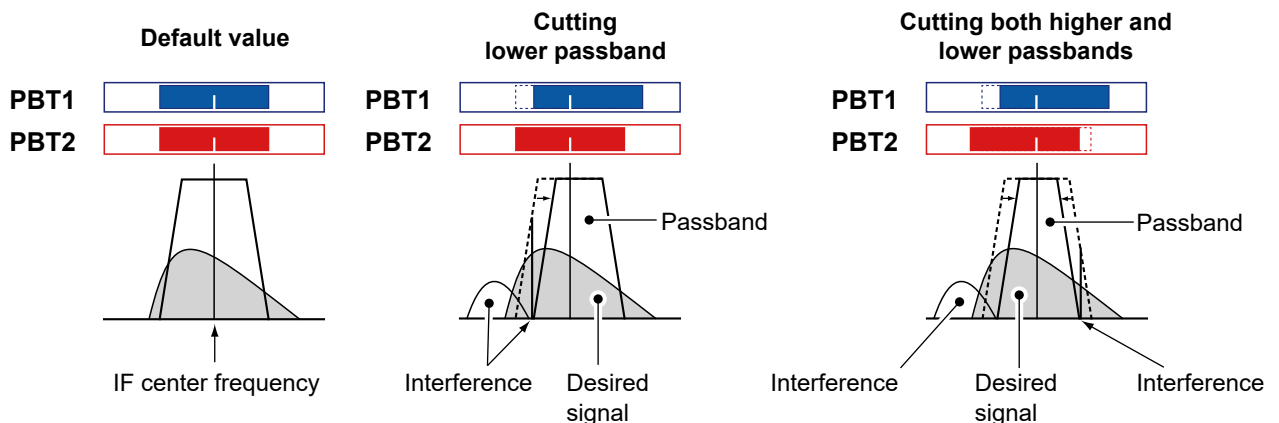 Default value
PBT1
PBT2
IF center frequency
Cutting
lower passband
PBT1
PBT2
Passband
Interference
Desired
signal
Cutting both higher and
lower passbands
PBT1
PBT2
Passband
Interference
Desired
signal
Interference